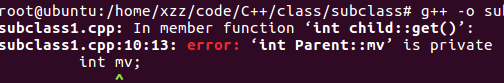 root@ubuntu:/home/xzz/code/C++/class/subclass# g++ -o sub
subclass1.cpp: In member function ‘int child::get()’:
subclass1.cpp:10:13: error: ‘int Parent::mv’ is private
int mv;
^